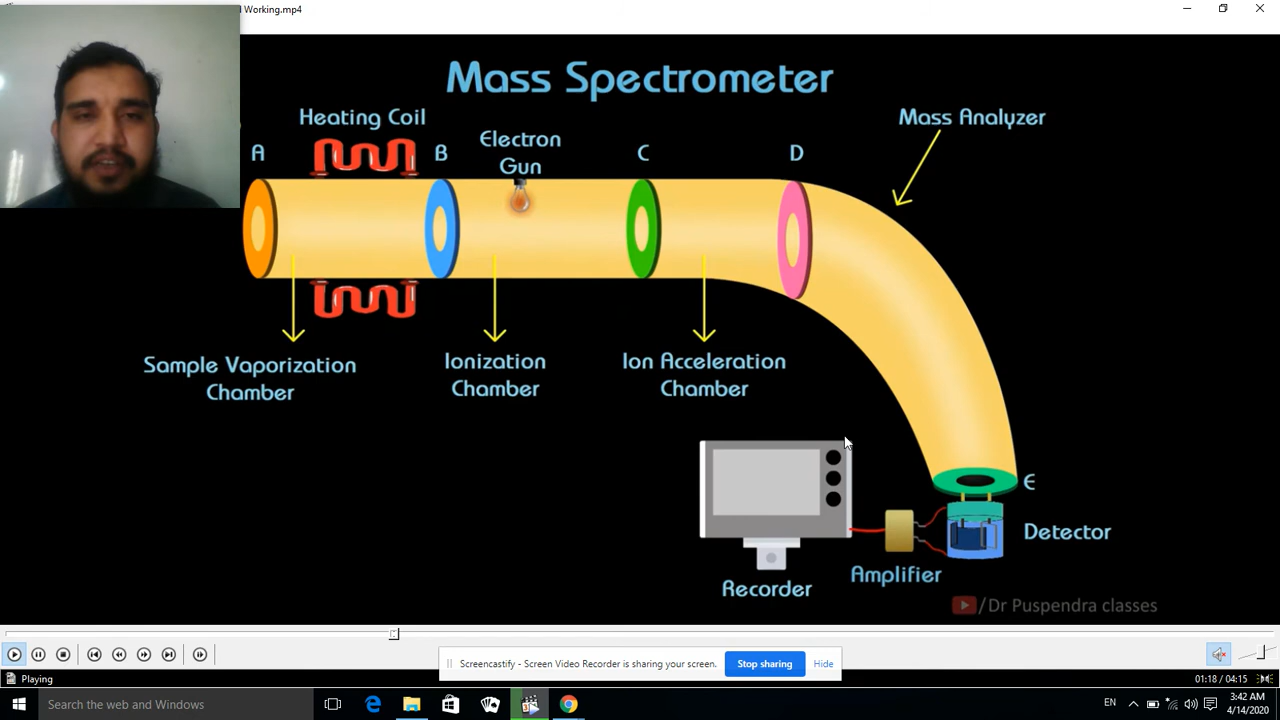 Working.mp4
Mass Spectrometer
Heating Coil
Mass Analyzer
Electron
Gun
A
B
C
D
Sample Vaporization
Chamber
Ionization
Chamber
Ion Acceleration
Chamber
E
Detector
Amplifier
Recorder
/Dr Puspendra classes
Screencastify - Screen Video Recorder is sharing your screen.
Stop sharing
Hide
Playing
01:18 / 04:15
Search the web and Windows
EN
3:42 AM
4/14/2020